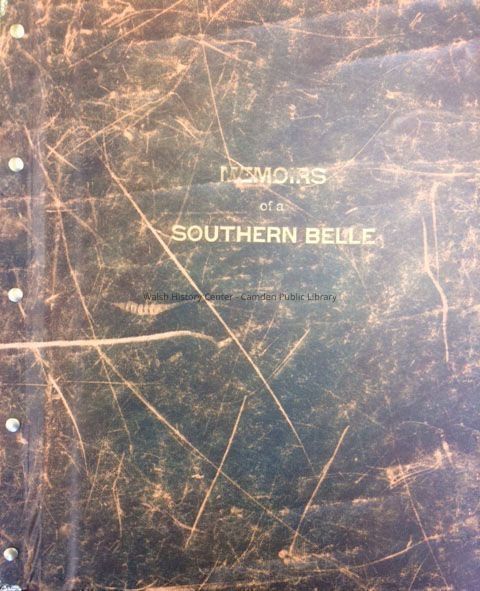 MEMOIRS
of a
SOUTHERN BELLE
Walsh History Center - Camden Public Library